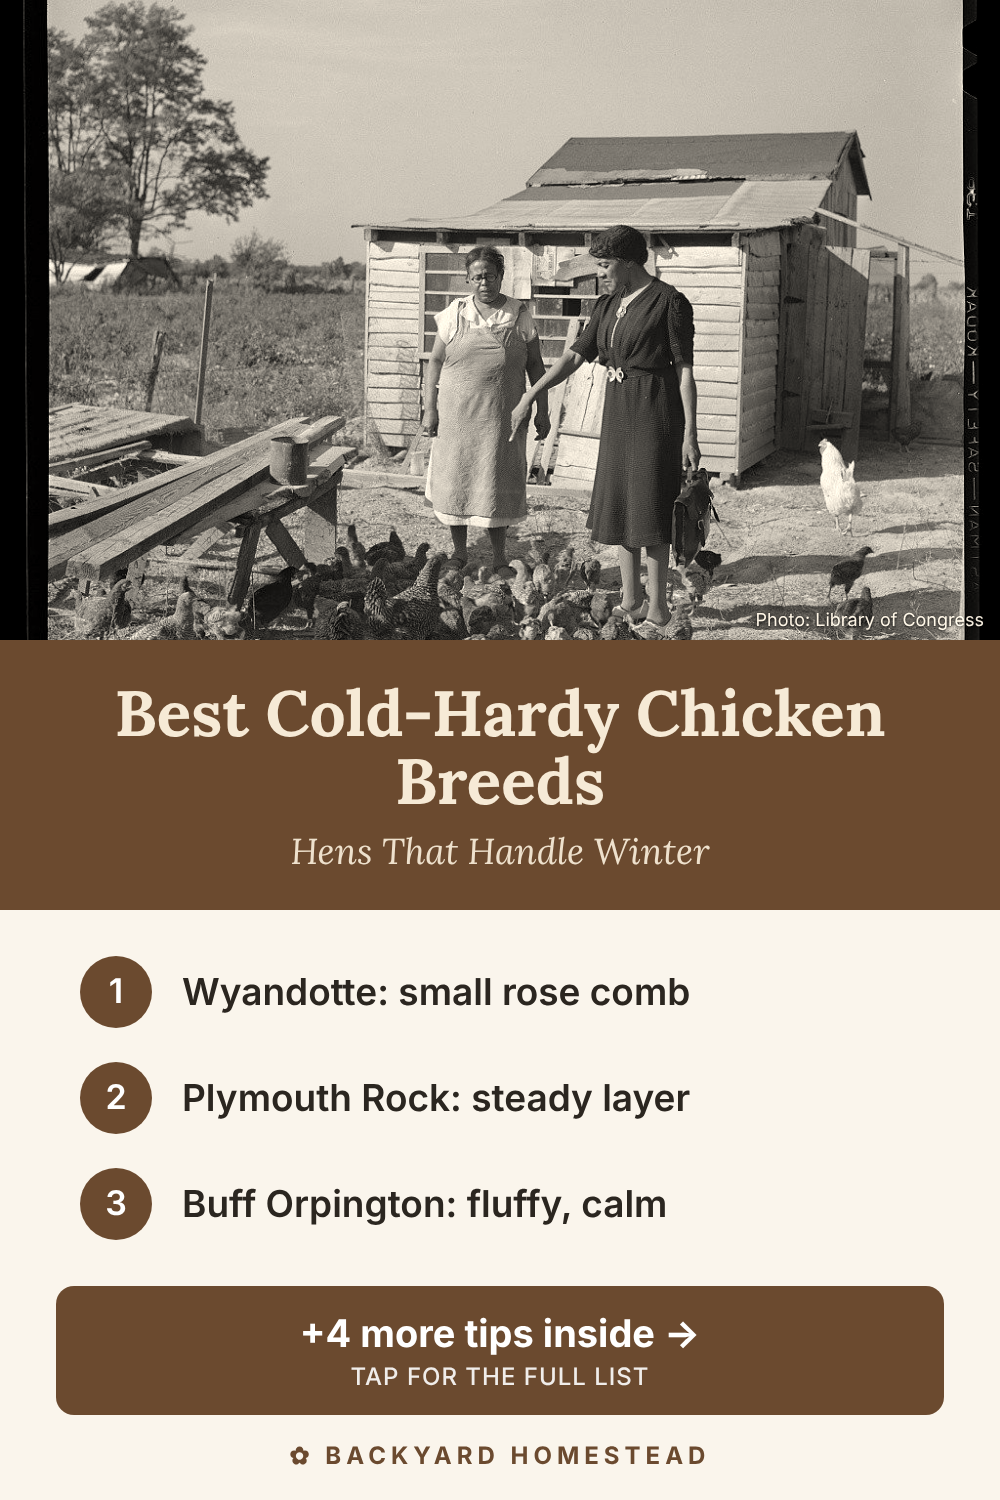 Photo: Library of Congress
Best Cold-Hardy Chicken
Breeds
Hens That Handle Winter
1 Wyandotte: small rose comb
2 Plymouth Rock: steady layer
3 Buff Orpington: fluffy, calm
+4 more tips inside →
TAP FOR THE FULL LIST
✿ BACKYARD HOMESTEAD